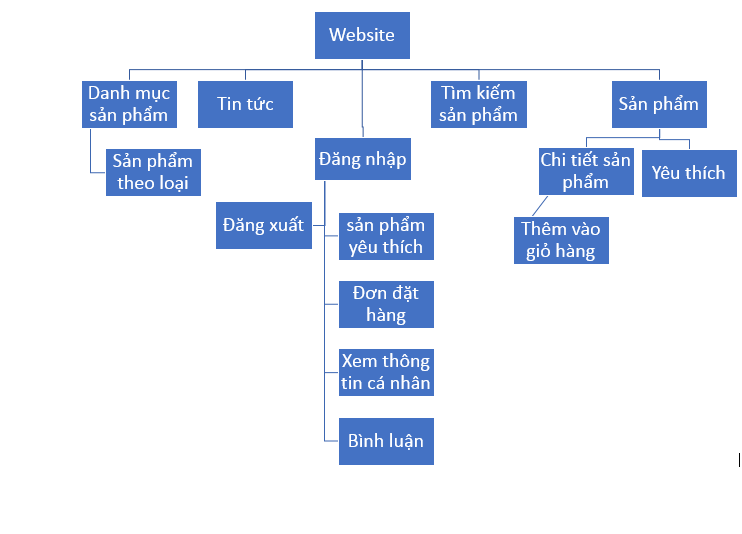 Website
Danh mục
sản phẩm
Tin tức
Tìm kiếm
sản phẩm
Sản phẩm
Đăng nhập
Sản phẩm
theo loại
Chi tiết sản
phẩm
Yêu thích
Đăng xuất
sản phẩm
yêu thích
Thêm vào
giỏ hàng
Đơn đặt
hàng
Xem thông
tin cá nhân
Bình luận